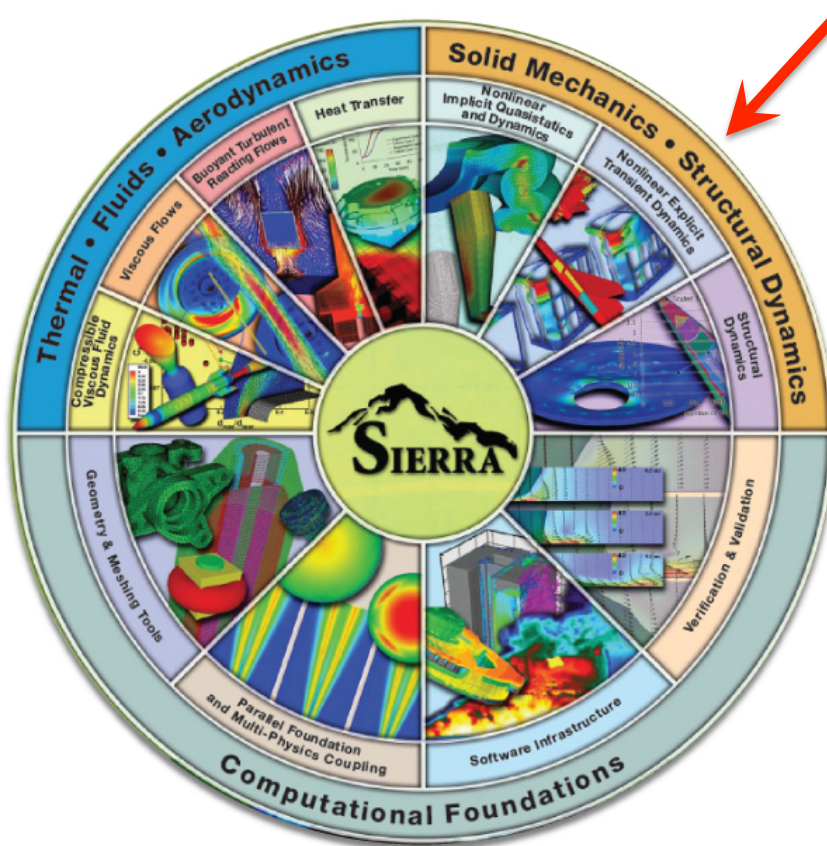 Thermal • Fluids • Aerodynamics
Solid Mechanics • Structural Dynamics
Compressible
Viscous Fluid
Dynamics
Viscous Flows
Buoyant Turbulent
Reacting Flows
Heat Transfer
Nonlinear
Implicit Quasistatics
and Dynamics
Nonlinear Explicit
Transient Dynamics
Structural
Dynamics
SIERRA
Geometry & Meshing Tools
Parallel Foundation
and Multi-Physics Coupling
Software Infrastructure
Verification & Validation
Computational Foundations